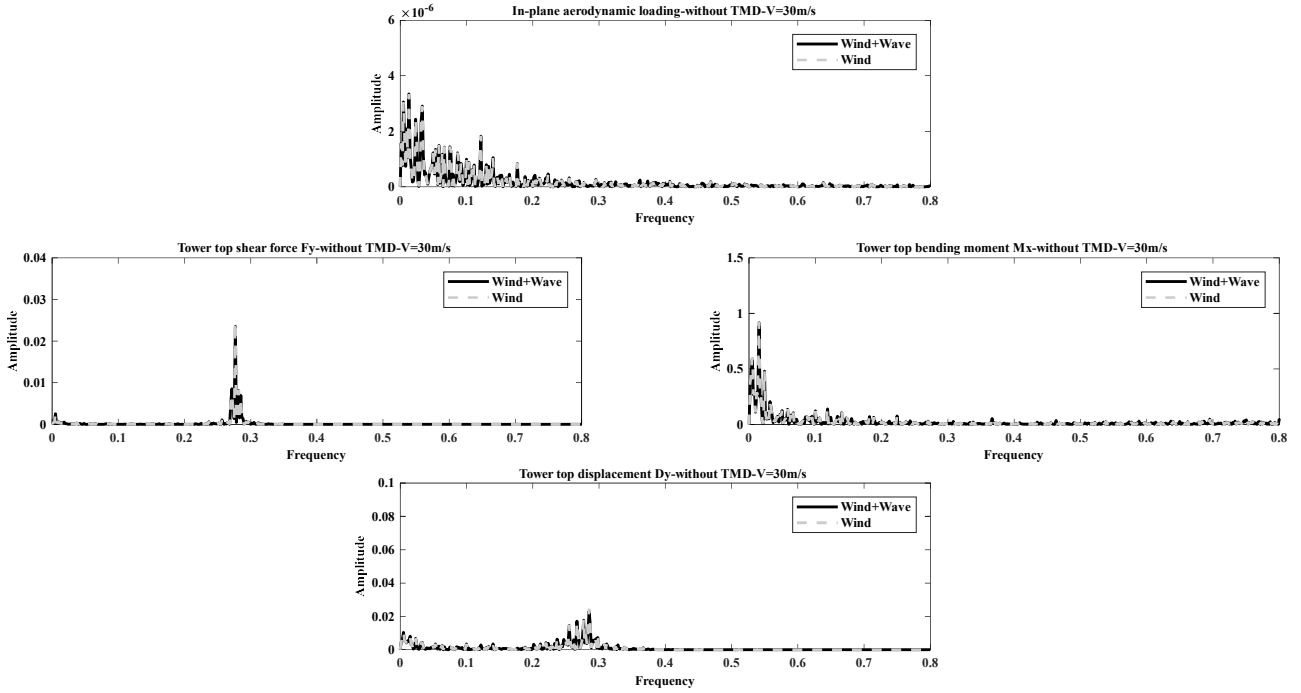 In-plane aerodynamic loading-without TMD-V=30m/s
×10^-6
6
4
2
0
Amplitude
Wind+Wave
Wind
0 0.1 0.2 0.3 0.4 0.5 0.6 0.7 0.8
Frequency
Tower top shear force Fy-without TMD-V=30m/s
0.04
0.03
0.02
0.01
0
Amplitude
Wind+Wave
Wind
0 0.1 0.2 0.3 0.4 0.5 0.6 0.7 0.8
Frequency
Tower top bending moment Mx-without TMD-V=30m/s
1.5
1
0.5
0
Amplitude
Wind+Wave
Wind
0 0.1 0.2 0.3 0.4 0.5 0.6 0.7 0.8
Frequency
Tower top displacement Dy-without TMD-V=30m/s
0.1
0.08
0.06
0.04
0.02
0
Amplitude
Wind+Wave
Wind
0 0.1 0.2 0.3 0.4 0.5 0.6 0.7 0.8
Frequency